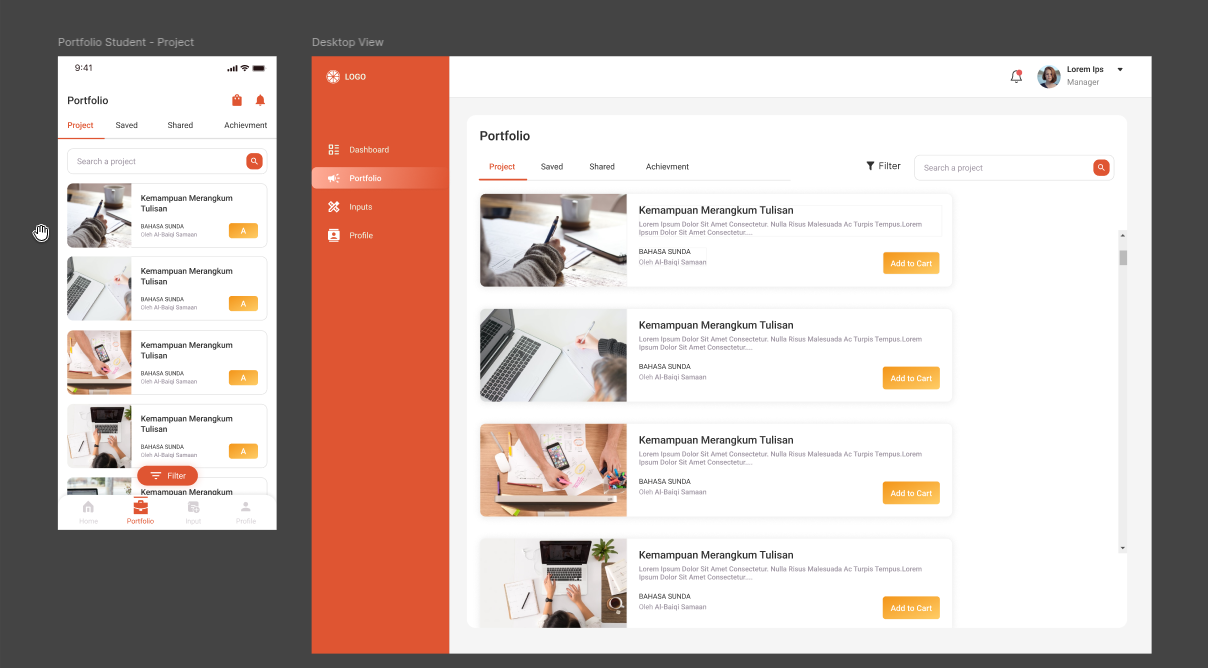 Portfolio Student - Project
9:41
Portfolio
Project Saved Shared Achievment
Search a project
Kemampuan Merangkum
Tulisan
BAHASA SUNDA
Oleh Al-Baiqi Samaan
A
Kemampuan Merangkum
Tulisan
BAHASA SUNDA
Oleh Al-Baiqi Samaan
A
Kemampuan Merangkum
Tulisan
BAHASA SUNDA
Oleh Al-Baiqi Samaan
A
Kemampuan Merangkum
Tulisan
BAHASA SUNDA
Oleh Al-Baiqi Samaan
A
Filter
Kemampuan Merangkum
Home Portfolio Input Profile
Desktop View
LOGO
Lorem Ips
Manager
Dashboard
Portfolio
Inputs
Profile
Portfolio
Project Saved Shared Achievment
Filter
Search a project
Kemampuan Merangkum Tulisan
Lorem Ipsum Dolor Sit Amet Consectetur. Nulla Risus Malesuada Ac Turpis Tempus.Lorem
Ipsum Dolor Sit Amet Consectetur....
BAHASA SUNDA
Oleh Al-Baiqi Samaan
Add to Cart
Kemampuan Merangkum Tulisan
Lorem Ipsum Dolor Sit Amet Consectetur. Nulla Risus Malesuada Ac Turpis Tempus.Lorem
Ipsum Dolor Sit Amet Consectetur....
BAHASA SUNDA
Oleh Al-Baiqi Samaan
Add to Cart
Kemampuan Merangkum Tulisan
Lorem Ipsum Dolor Sit Amet Consectetur. Nulla Risus Malesuada Ac Turpis Tempus.Lorem
Ipsum Dolor Sit Amet Consectetur....
BAHASA SUNDA
Oleh Al-Baiqi Samaan
Add to Cart
Kemampuan Merangkum Tulisan
Lorem Ipsum Dolor Sit Amet Consectetur. Nulla Risus Malesuada Ac Turpis Tempus.Lorem
Ipsum Dolor Sit Amet Consectetur....
BAHASA SUNDA
Oleh Al-Baiqi Samaan
Add to Cart